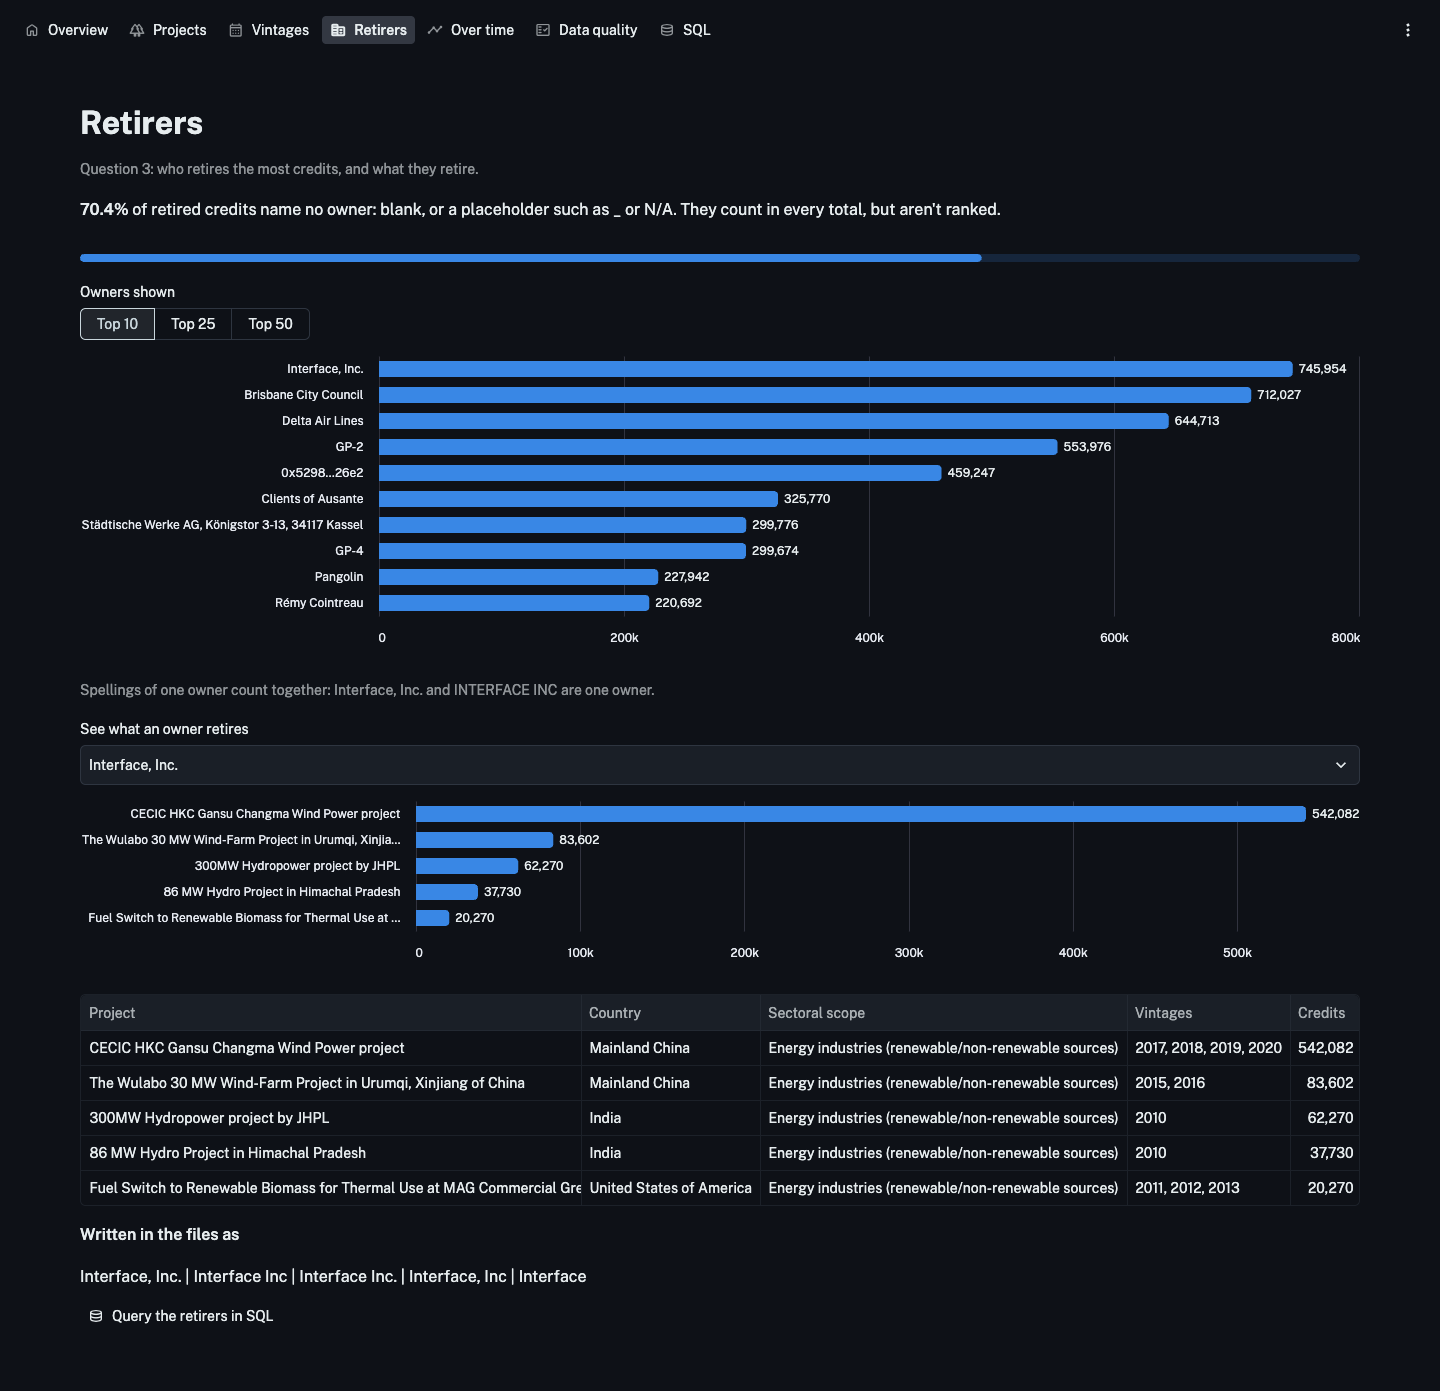 Overview Projects Vintages Retirers Over time Data quality SQL
Retirers
Question 3: who retires the most credits, and what they retire.
70.4% of retired credits name no owner: blank, or a placeholder such as _ or N/A. They count in every total, but aren't ranked.
Owners shown
Top 10 Top 25 Top 50
Interface, Inc. 745,954
Brisbane City Council 712,027
Delta Air Lines 644,713
GP-2 553,976
0x5298...26e2 459,247
Clients of Ausante 325,770
Städtische Werke AG, Königstor 3-13, 34117 Kassel 299,776
GP-4 299,674
Pangolin 227,942
Rémy Cointreau 220,692
0 200k 400k 600k 800k
Spellings of one owner count together: Interface, Inc. and INTERFACE INC are one owner.
See what an owner retires
Interface, Inc.
CECIC HKC Gansu Changma Wind Power project 542,082
The Wulabo 30 MW Wind-Farm Project in Urumqi, Xinjia... 83,602
300MW Hydropower project by JHPL 62,270
86 MW Hydro Project in Himachal Pradesh 37,730
Fuel Switch to Renewable Biomass for Thermal Use at ... 20,270
0 100k 200k 300k 400k 500k
Project Country Sectoral scope Vintages Credits
CECIC HKC Gansu Changma Wind Power project Mainland China Energy industries (renewable/non-renewable sources) 2017, 2018, 2019, 2020 542,082
The Wulabo 30 MW Wind-Farm Project in Urumqi, Xinjiang of China Mainland China Energy industries (renewable/non-renewable sources) 2015, 2016 83,602
300MW Hydropower project by JHPL India Energy industries (renewable/non-renewable sources) 2010 62,270
86 MW Hydro Project in Himachal Pradesh India Energy industries (renewable/non-renewable sources) 2010 37,730
Fuel Switch to Renewable Biomass for Thermal Use at MAG Commercial Gre United States of America Energy industries (renewable/non-renewable sources) 2011, 2012, 2013 20,270
Written in the files as
Interface, Inc. | Interface Inc | Interface Inc. | Interface, Inc | Interface
Query the retirers in SQL